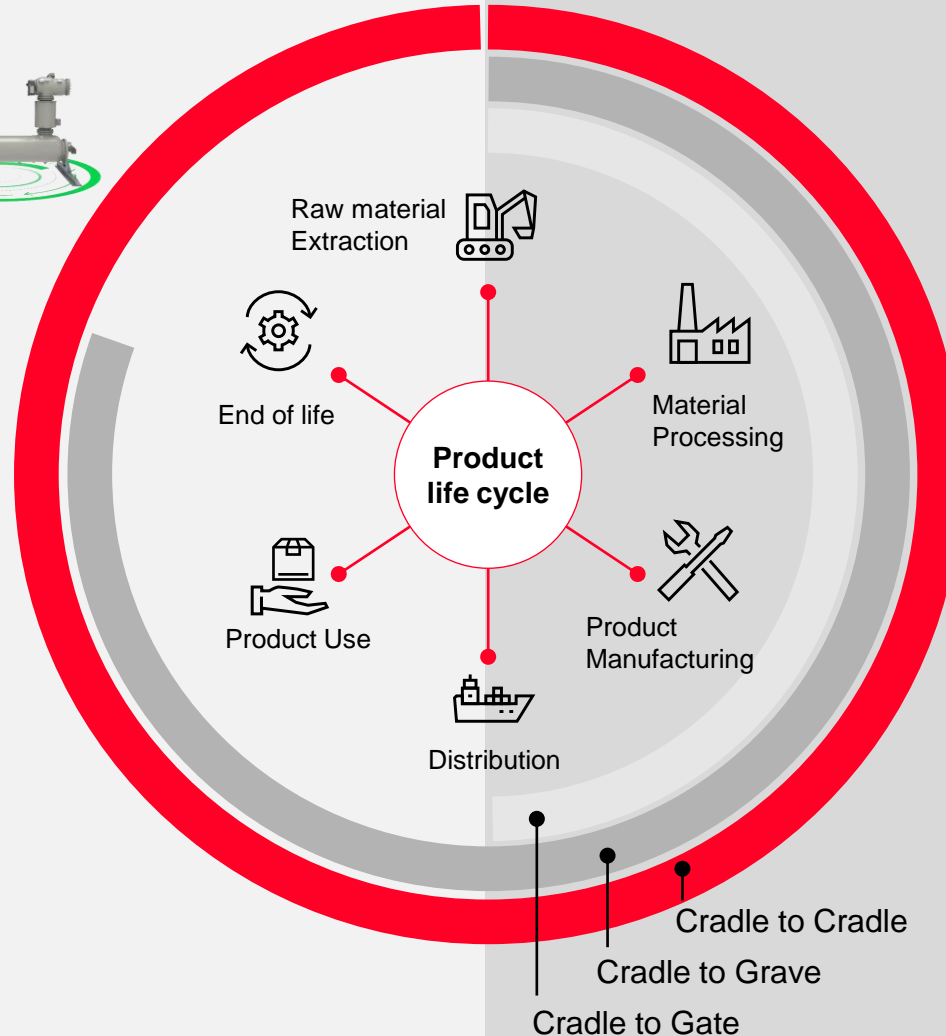 Raw material
Extraction
Material
Processing
End of life
Product
life cycle
Product
Manufacturing
Product Use
Distribution
Cradle to Cradle
Cradle to Grave
Cradle to Gate